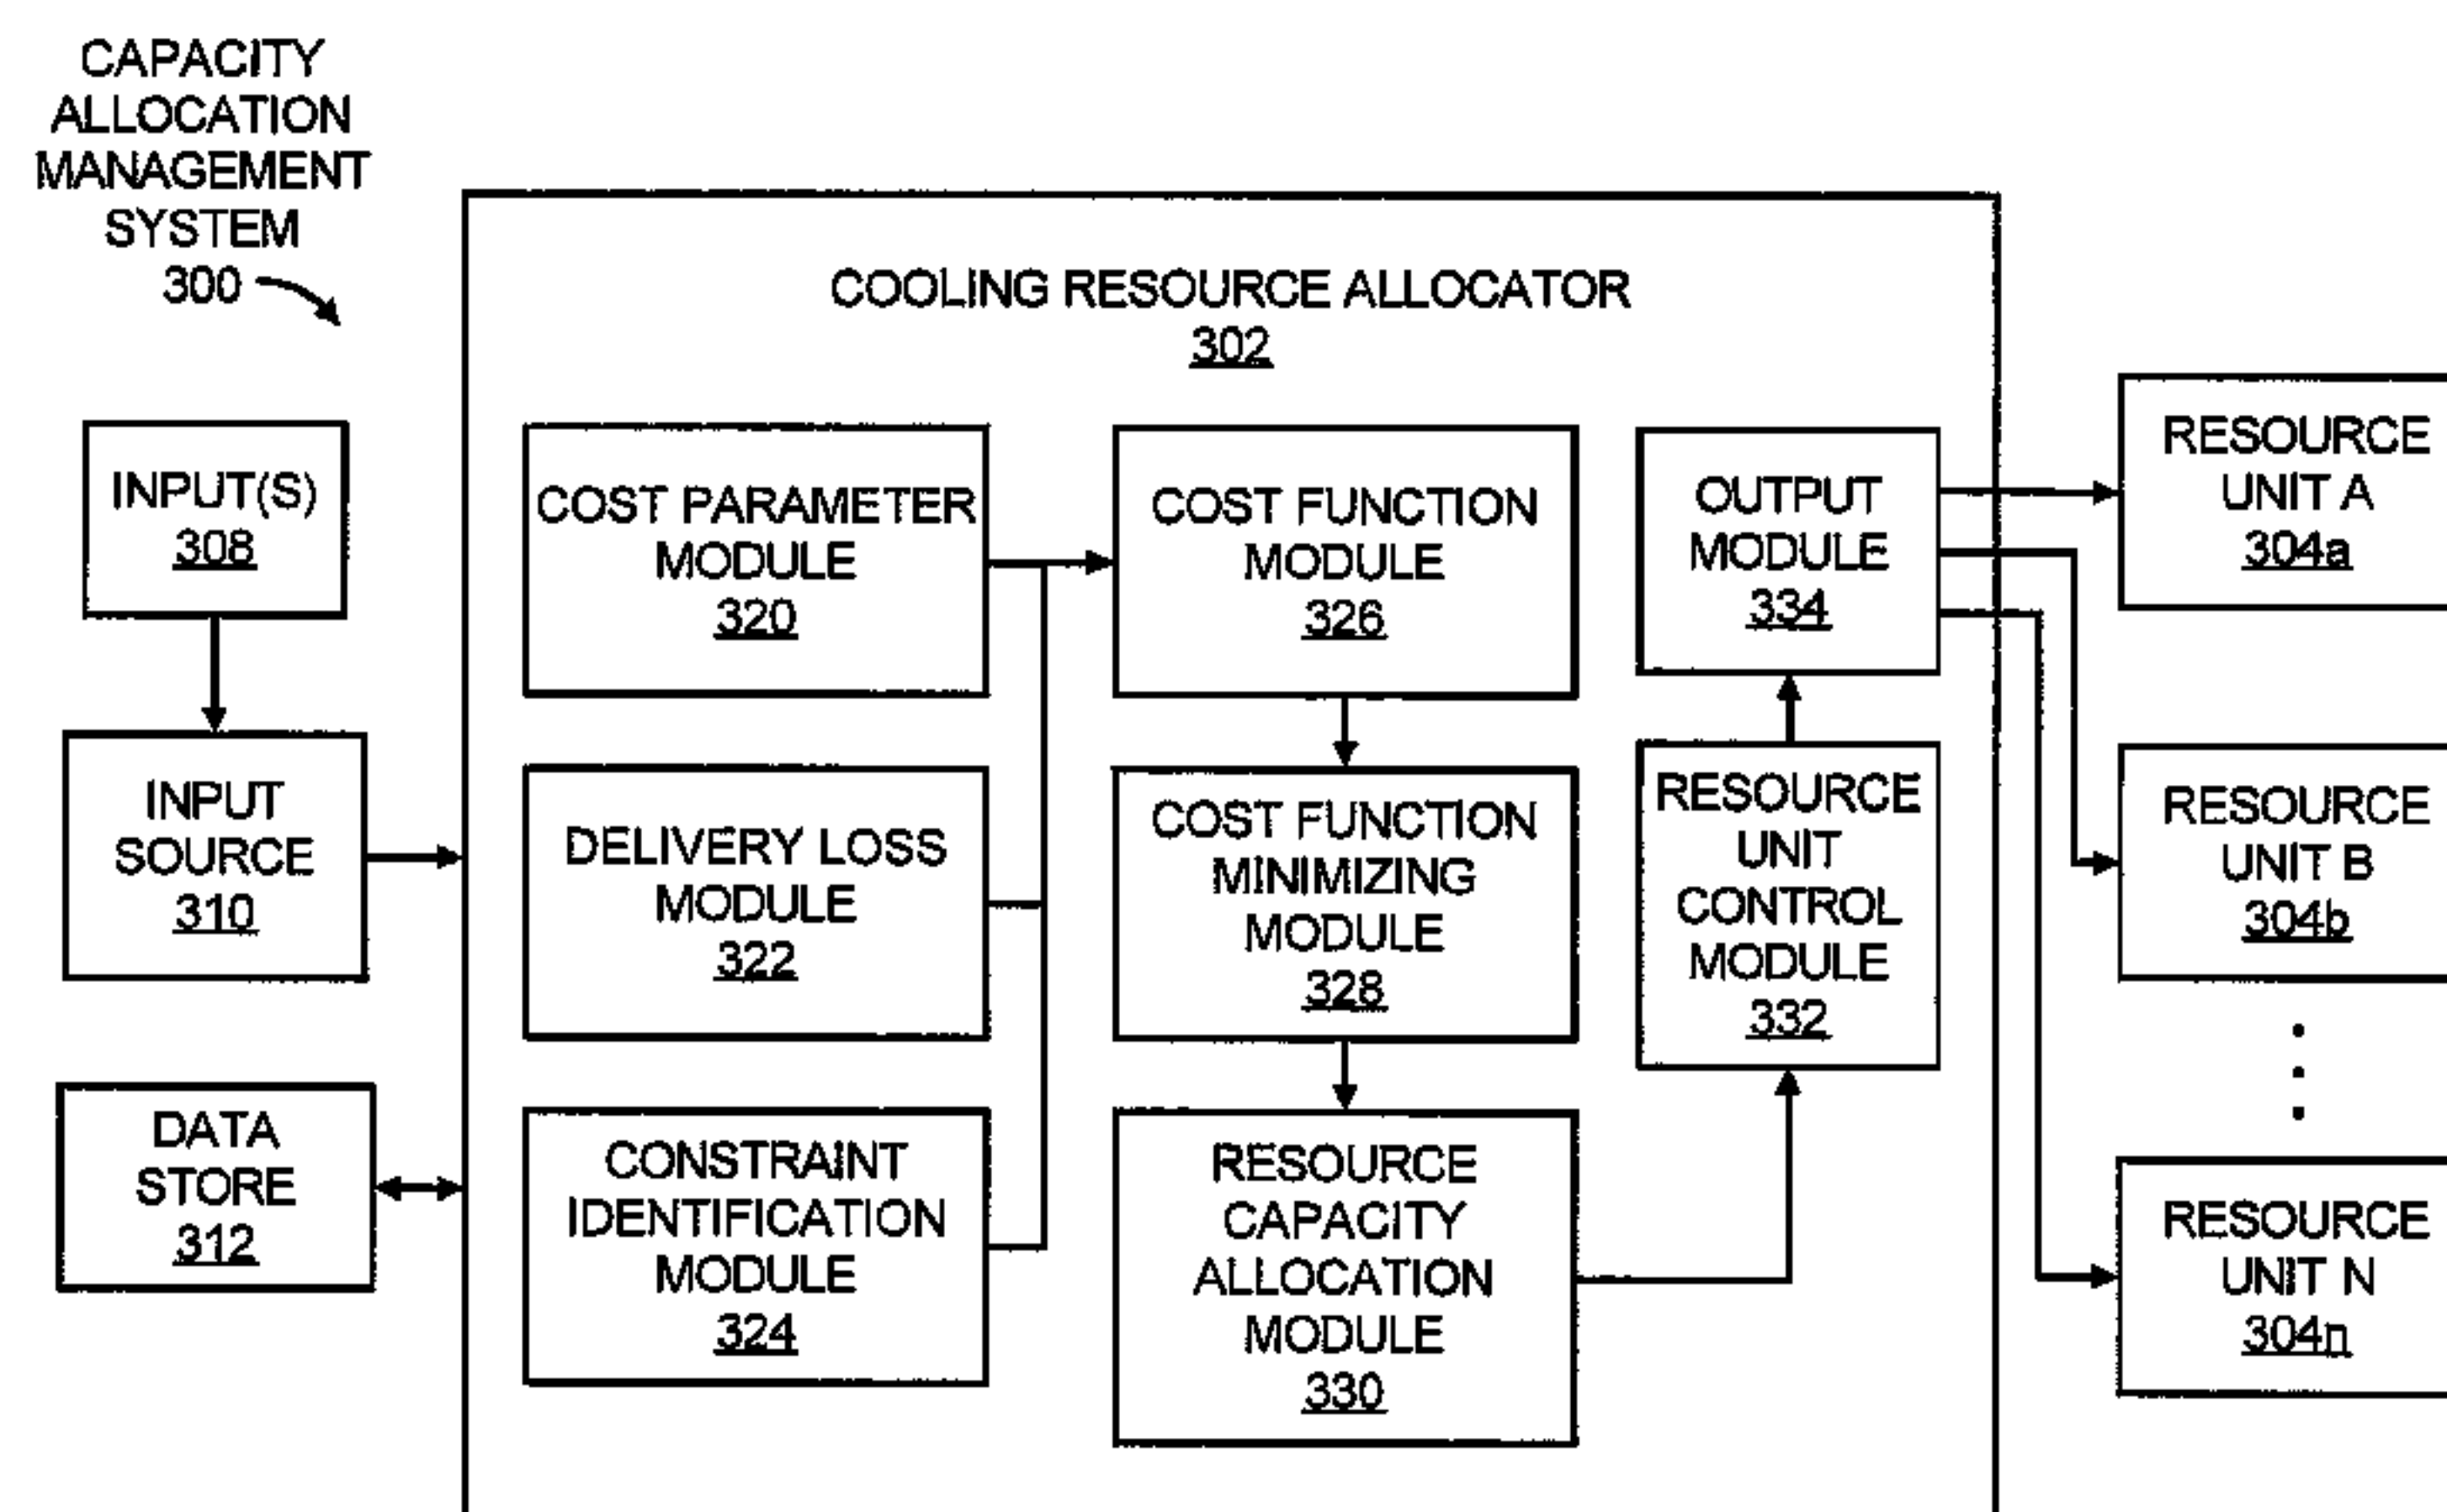 CAPACITY
ALLOCATION
MANAGEMENT
SYSTEM
300
COOLING RESOURCE ALLOCATOR
302
INPUT(S)
308
INPUT
SOURCE
310
DATA
STORE
312
COST PARAMETER
MODULE
320
DELIVERY LOSS
MODULE
322
CONSTRAINT
IDENTIFICATION
MODULE
324
COST FUNCTION
MODULE
326
COST FUNCTION
MINIMIZING
MODULE
328
RESOURCE
CAPACITY
ALLOCATION
MODULE
330
OUTPUT
MODULE
334
RESOURCE
UNIT
CONTROL
MODULE
332
RESOURCE
UNIT A
304a
RESOURCE
UNIT B
304b
RESOURCE
UNIT N
304n